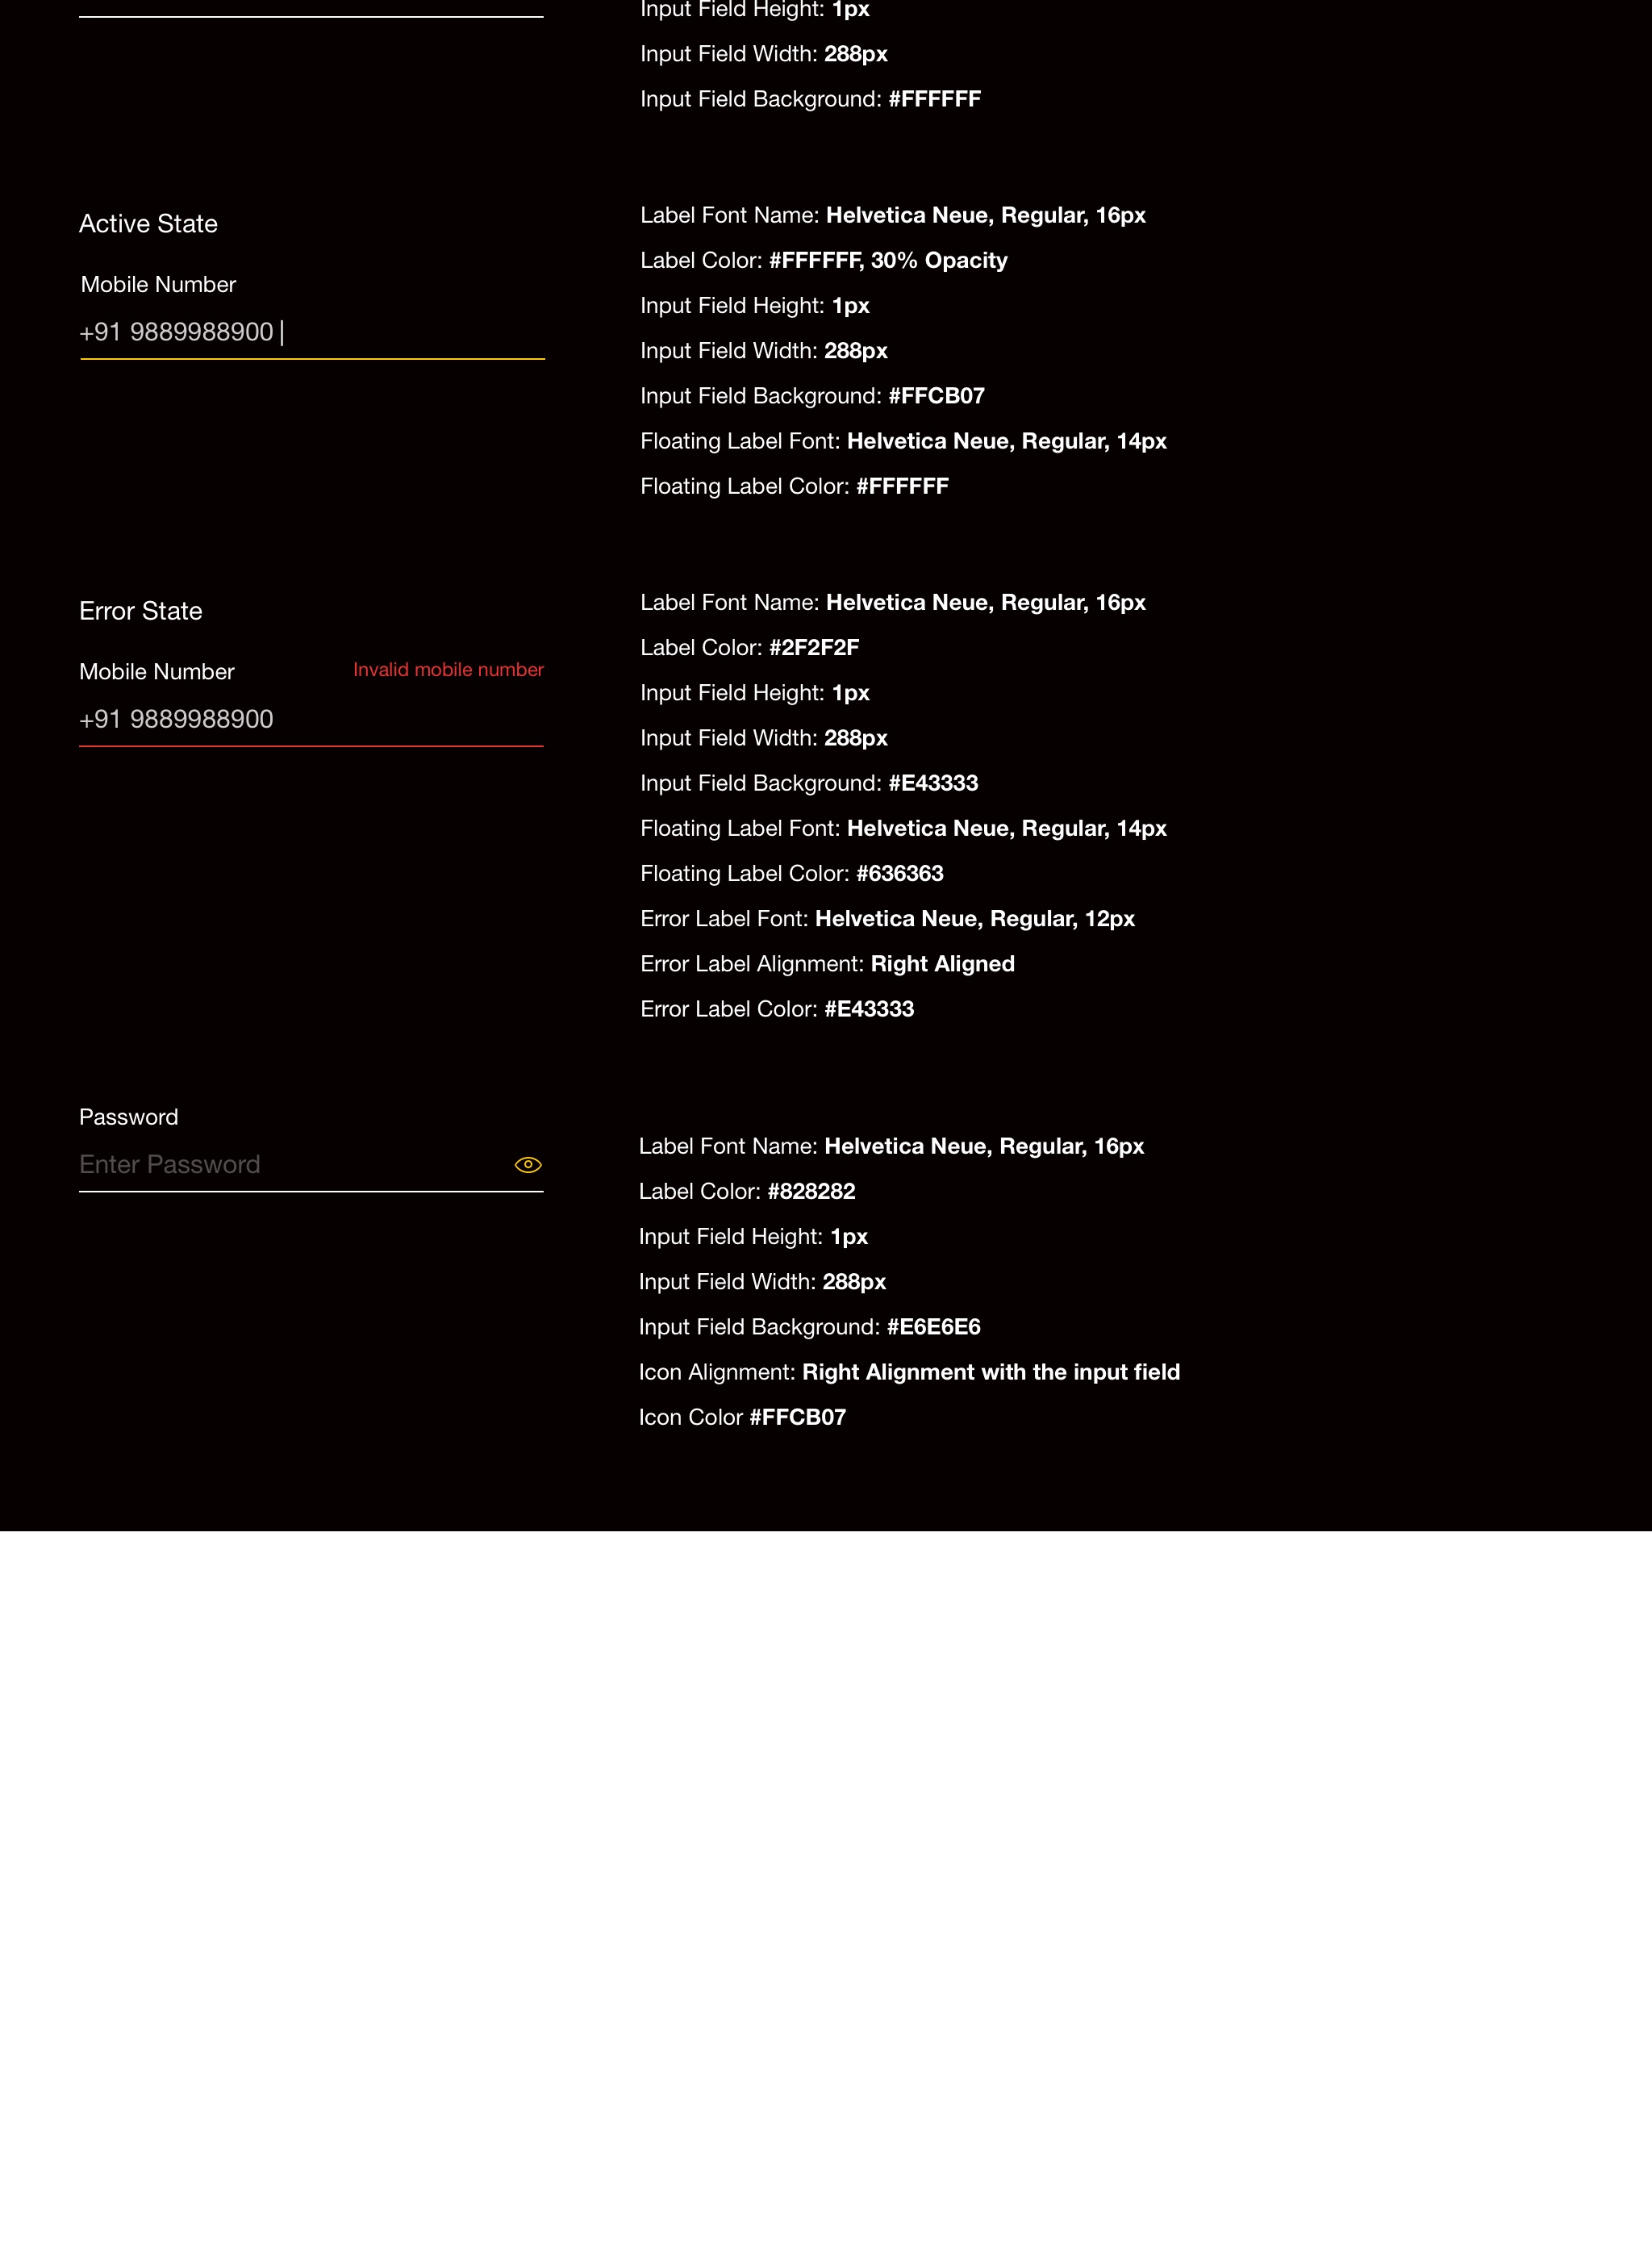 Input Field Height: 1px
Input Field Width: 288px
Input Field Background: #FFFFFF
Active State
Mobile Number
+91 9889988900
Label Font Name: Helvetica Neue, Regular, 16px
Label Color: #FFFFFF, 30% Opacity
Input Field Height: 1px
Input Field Width: 288px
Input Field Background: #FFCB07
Floating Label Font: Helvetica Neue, Regular, 14px
Floating Label Color: #FFFFFF
Error State
Mobile Number
Invalid mobile number
+91 9889988900
Label Font Name: Helvetica Neue, Regular, 16px
Label Color: #2F2F2F
Input Field Height: 1px
Input Field Width: 288px
Input Field Background: #E43333
Floating Label Font: Helvetica Neue, Regular, 14px
Floating Label Color: #636363
Error Label Font: Helvetica Neue, Regular, 12px
Error Label Alignment: Right Aligned
Error Label Color: #E43333
Password
Enter Password
Label Font Name: Helvetica Neue, Regular, 16px
Label Color: #828282
Input Field Height: 1px
Input Field Width: 288px
Input Field Background: #E6E6E6
Icon Alignment: Right Alignment with the input field
Icon Color #FFCB07